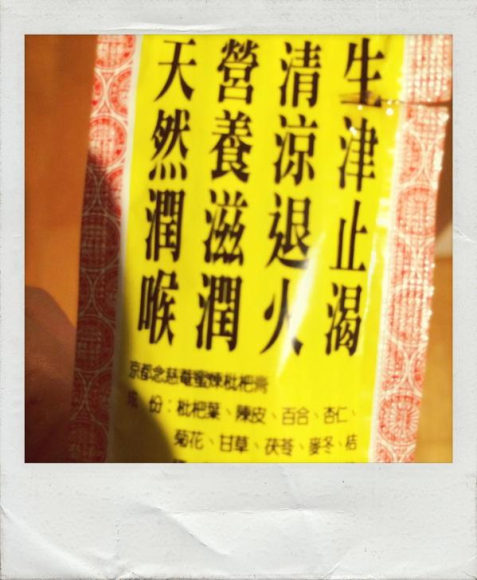 生津止渴
清涼退火
營養滋潤
天然潤喉
京都念慈菴蜜煉枇杷膏
成 份：枇杷葉、陳皮、百合、杏仁、
菊花、甘草、茯苓、麥冬、桔